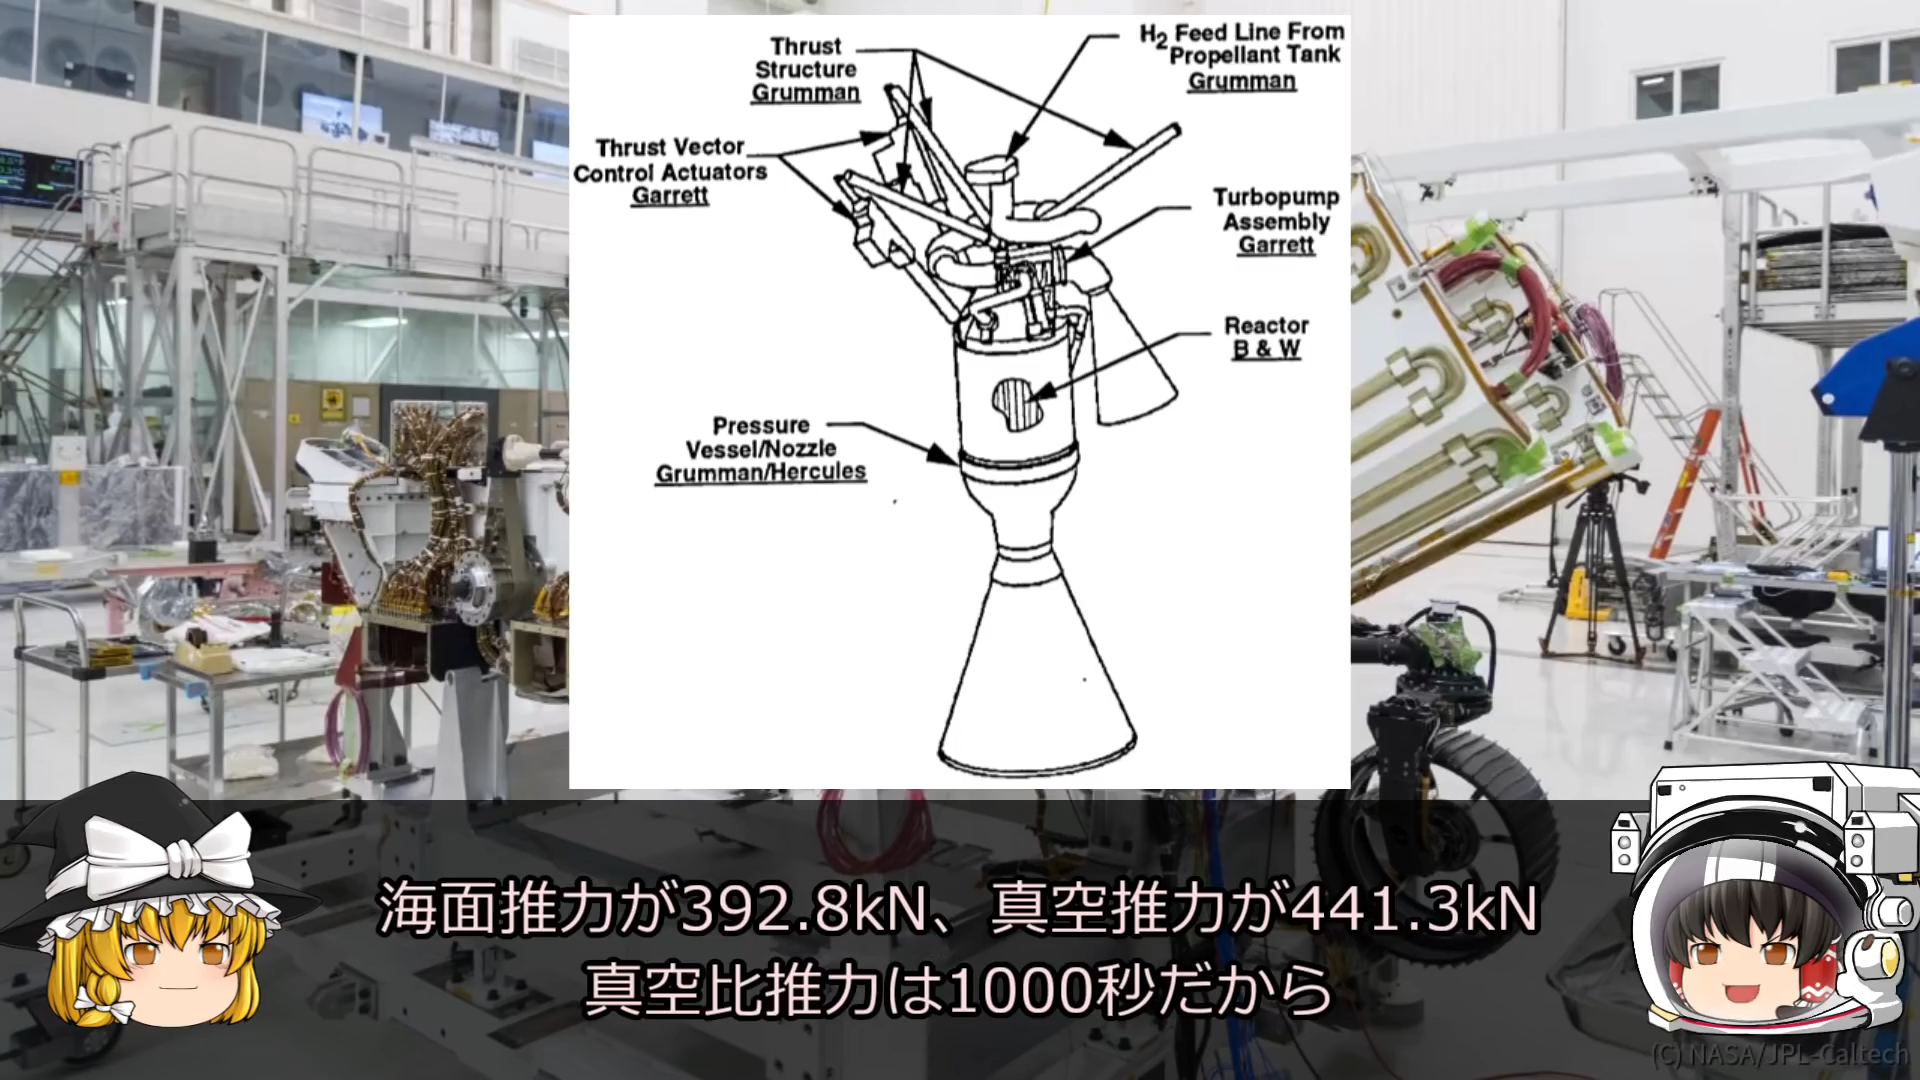 Thrust
Structure
Grumman
H2 Feed Line From
Propellant Tank
Grumman
Thrust Vector
Control Actuators
Garrett
Turbopump
Assembly
Garrett
Reactor
B & W
Pressure
Vessel/Nozzle
Grumman/Hercules
海面推力が392.8kN、真空推力が441.3kN
真空比推力は1000秒だから
(C) NASA/JPL-Caltech